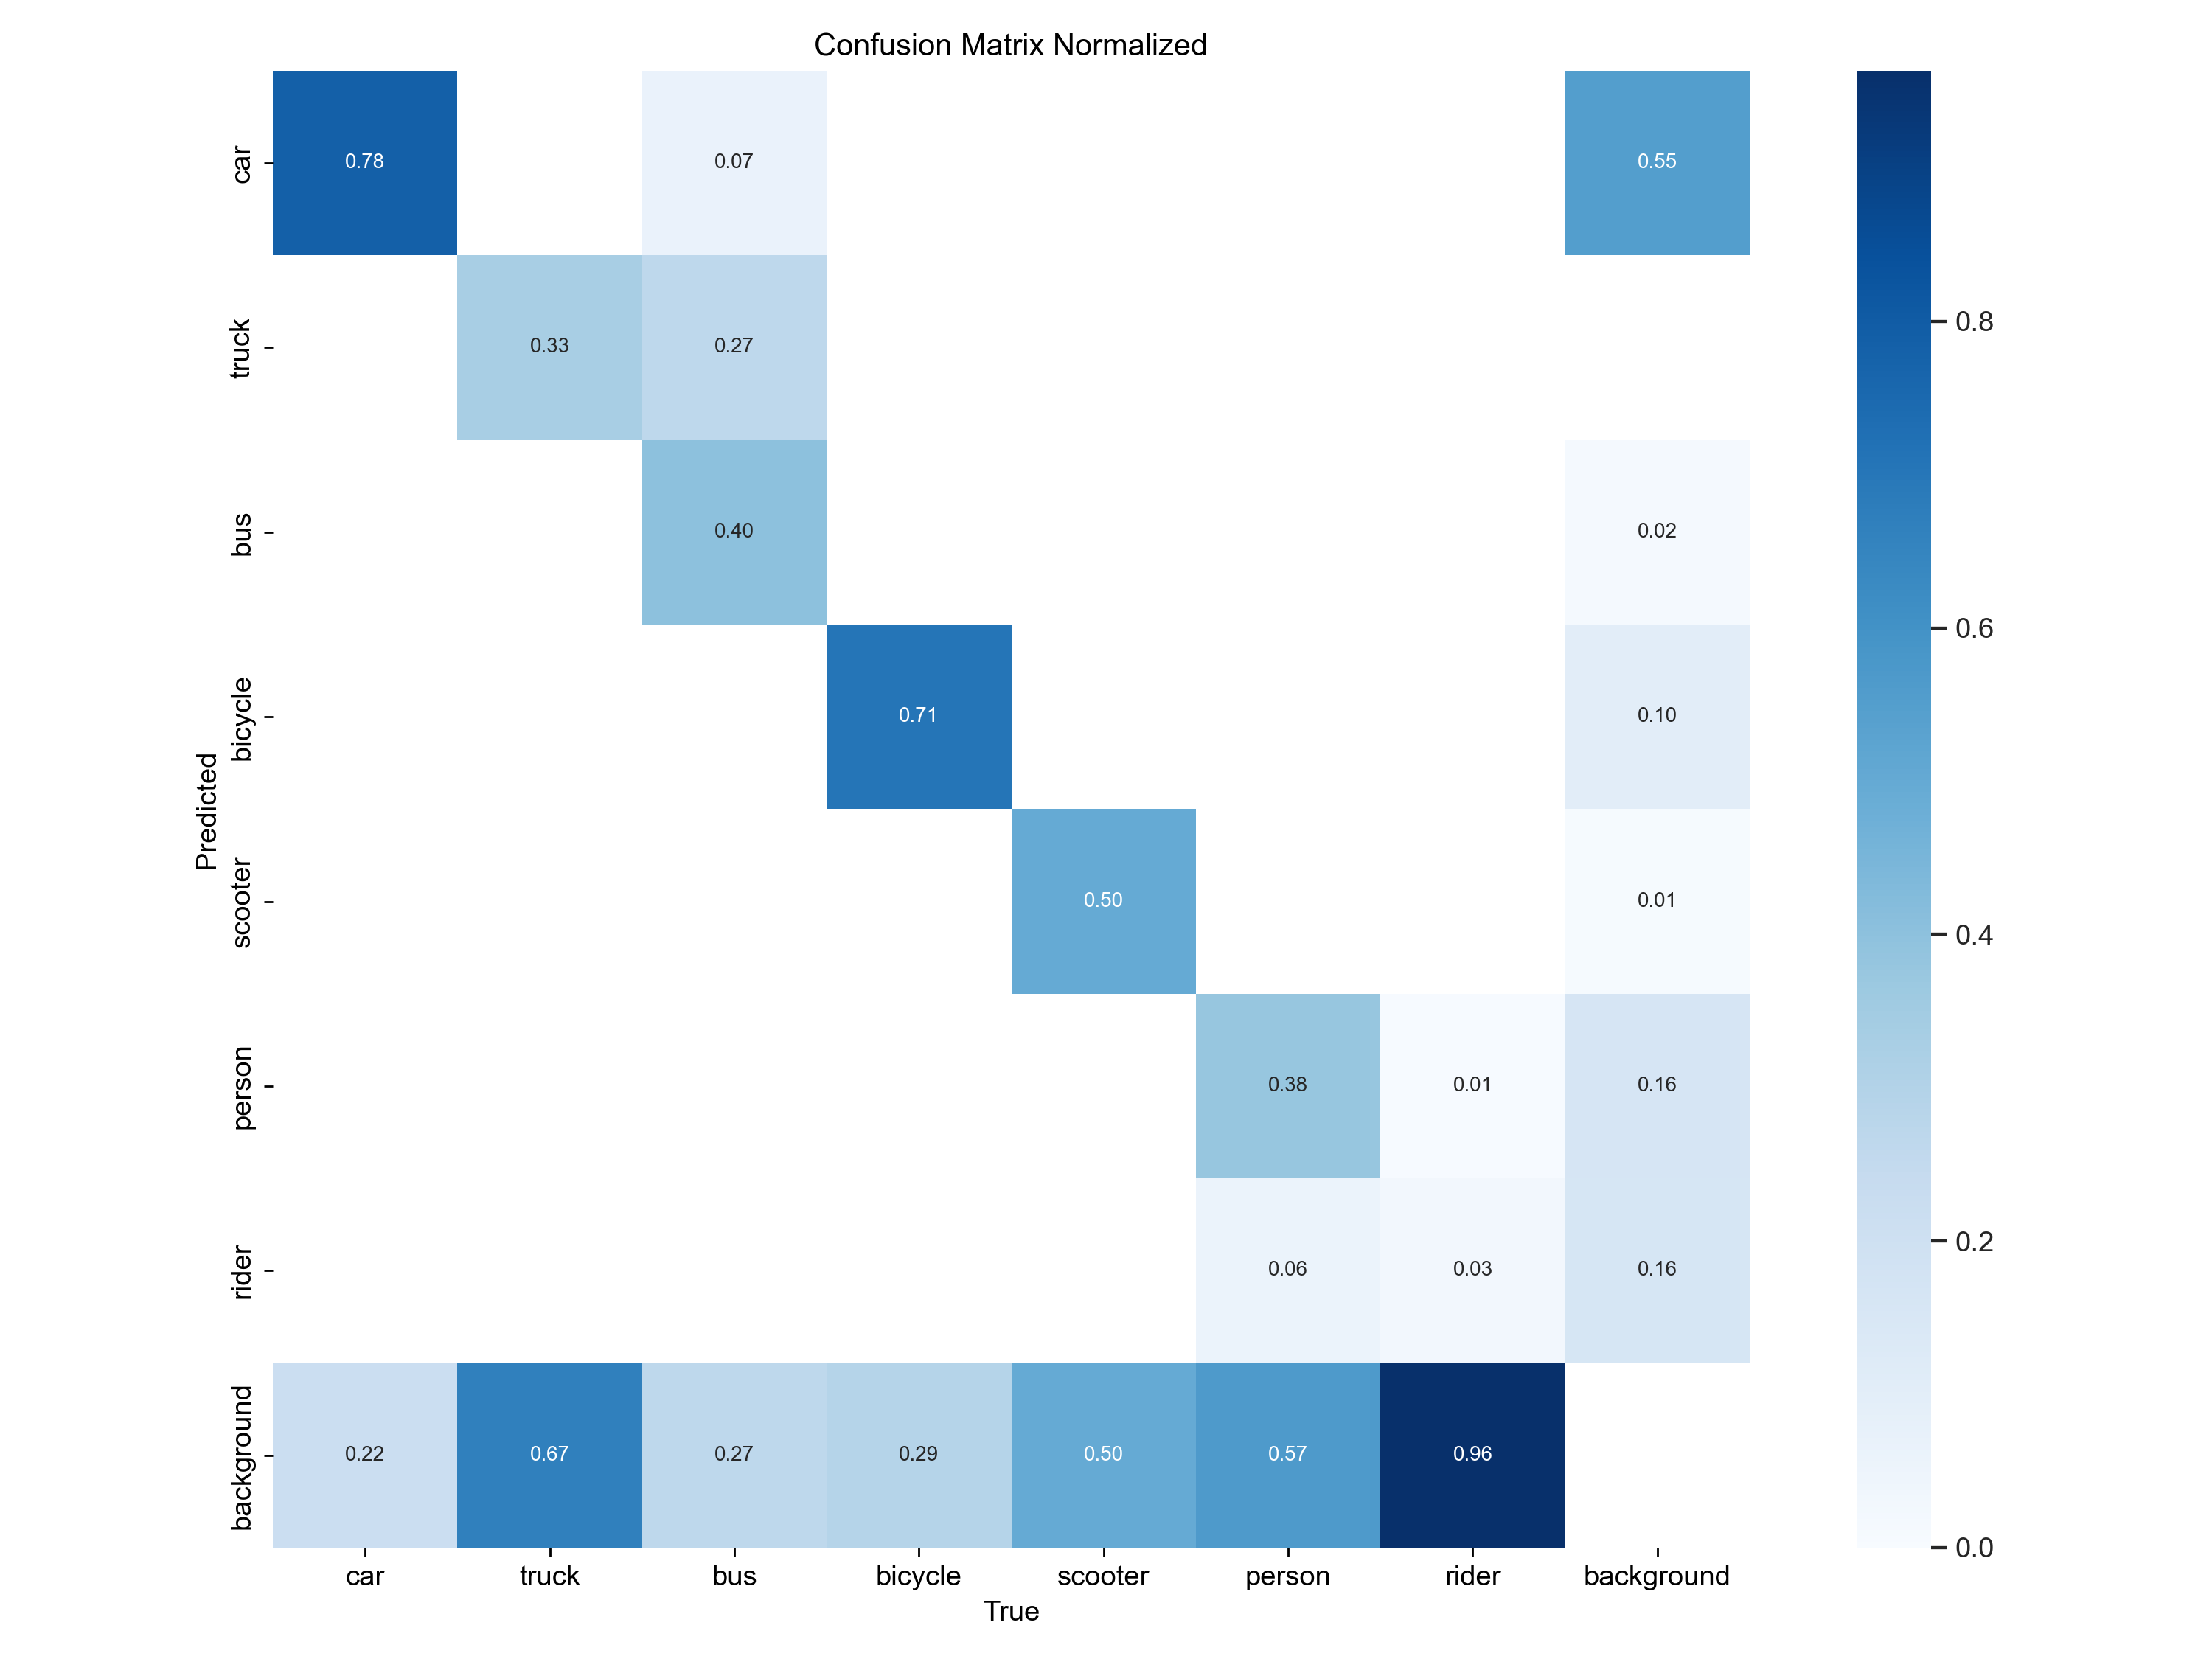 Confusion Matrix Normalized
car 0.78 0.07 0.55
truck 0.33 0.27
bus 0.40 0.02
bicycle 0.71 0.10
scooter 0.50 0.01
person 0.38 0.01 0.16
rider 0.06 0.03 0.16
background 0.22 0.67 0.27 0.29 0.50 0.57 0.96
car truck bus bicycle scooter person rider background
True
Predicted
0.8
0.6
0.4
0.2
0.0